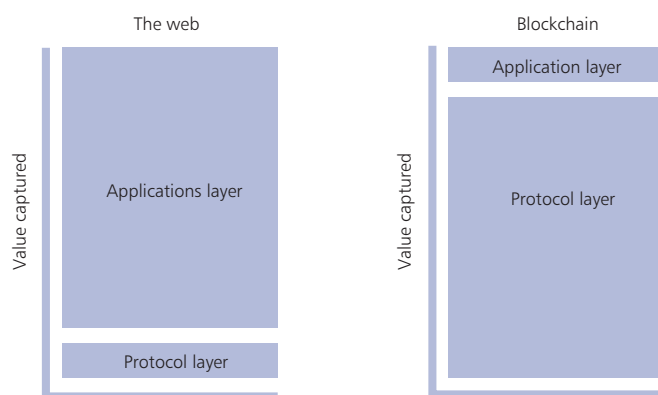 The web
Value captured
Applications layer
Protocol layer
Blockchain
Value captured
Application layer
Protocol layer